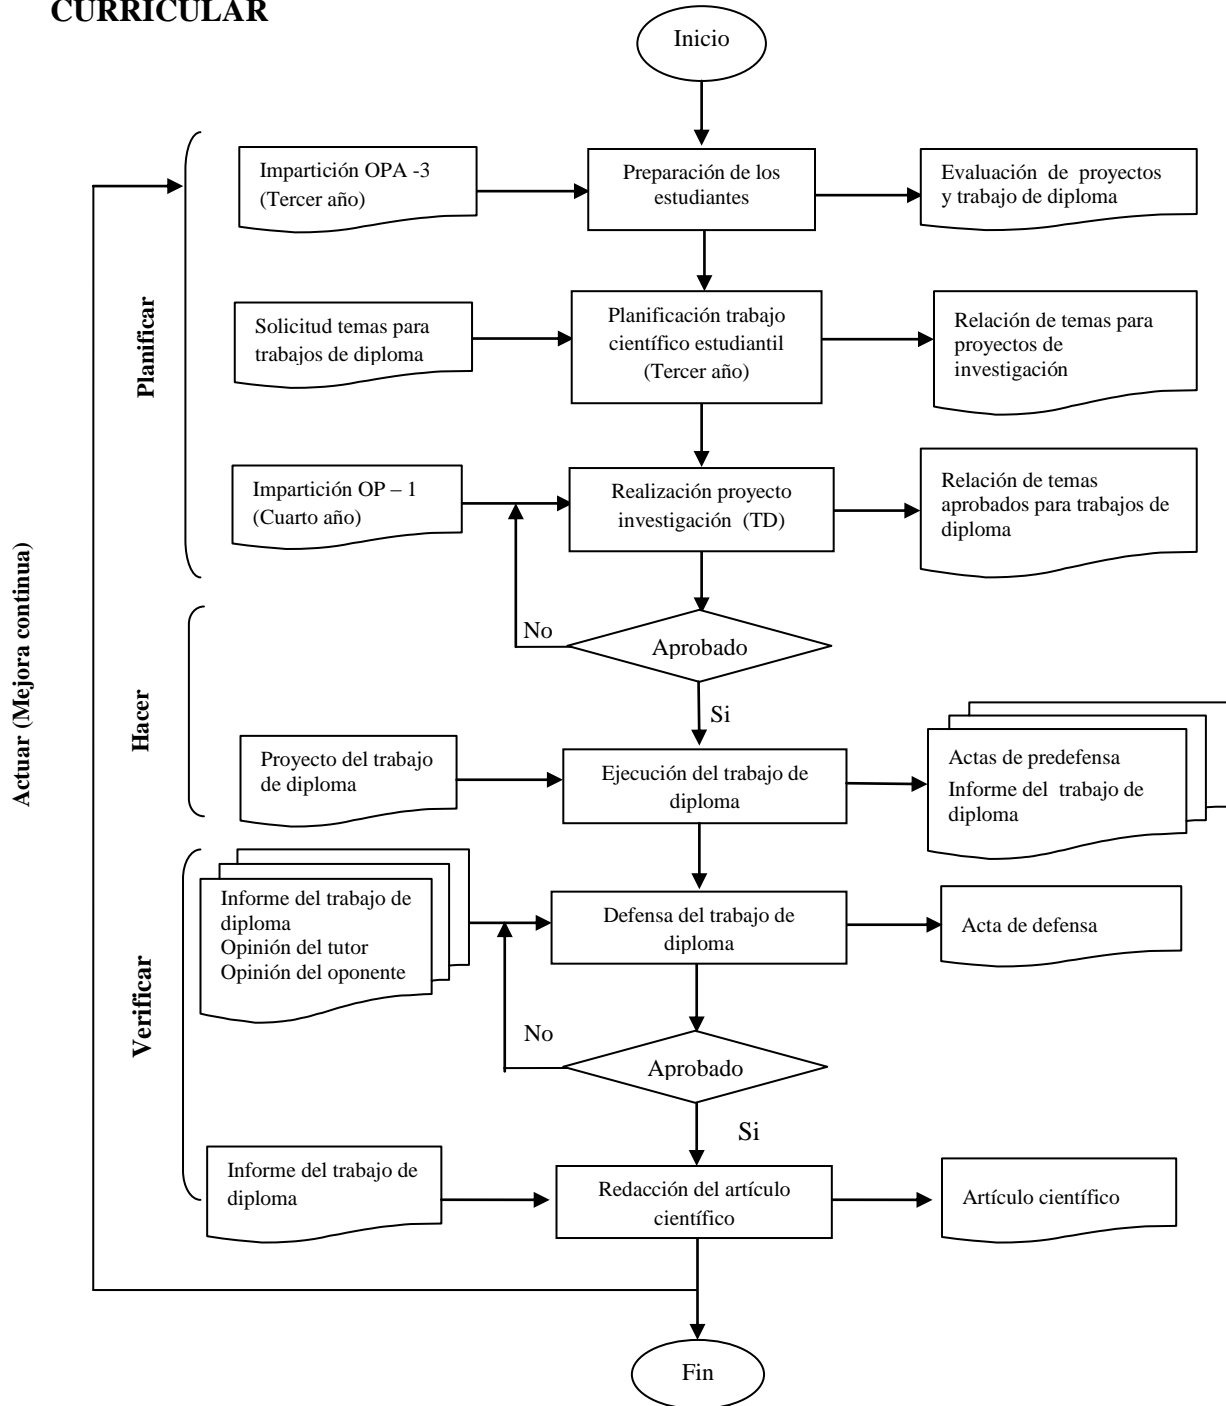 CURRICULAR
Inicio
Impartición OPA -3
(Tercer año)
Preparación de los
estudiantes
Evaluación de proyectos
y trabajo de diploma
Planificar
Solicitud temas para
trabajos de diploma
Planificación trabajo
científico estudiantil
(Tercer año)
Relación de temas para
proyectos de
investigación
Impartición OP – 1
(Cuarto año)
Realización proyecto
investigación (TD)
Relación de temas
aprobados para trabajos de
diploma
Actuar (Mejora continua)
No
Aprobado
Si
Hacer
Proyecto del trabajo
de diploma
Ejecución del trabajo de
diploma
Actas de predefensa
Informe del trabajo de
diploma
Verificar
Informe del trabajo de
diploma
Opinión del tutor
Opinión del oponente
Defensa del trabajo de
diploma
Acta de defensa
No
Aprobado
Si
Informe del trabajo de
diploma
Redacción del artículo
científico
Artículo científico
Fin